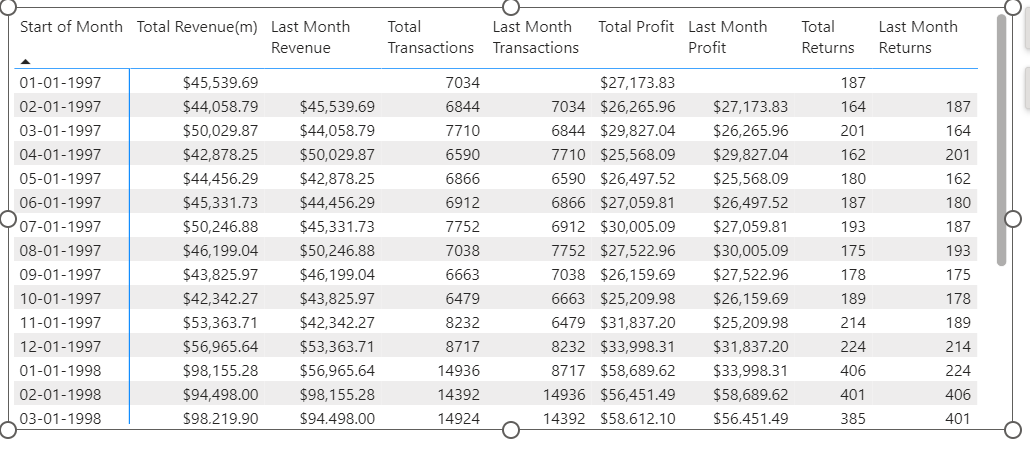 Start of Month Total Revenue(m) Last Month Revenue Total Transactions Last Month Transactions Total Profit Last Month Profit Total Returns Last Month Returns
01-01-1997 $45,539.69 7034 $27,173.83 187
02-01-1997 $44,058.79 $45,539.69 6844 7034 $26,265.96 $27,173.83 164 187
03-01-1997 $50,029.87 $44,058.79 7710 6844 $29,827.04 $26,265.96 201 164
04-01-1997 $42,878.25 $50,029.87 6590 7710 $25,568.09 $29,827.04 162 201
05-01-1997 $44,456.29 $42,878.25 6866 6590 $26,497.52 $25,568.09 180 162
06-01-1997 $45,331.73 $44,456.29 6912 6866 $27,059.81 $26,497.52 187 180
07-01-1997 $50,246.88 $45,331.73 7752 6912 $30,005.09 $27,059.81 193 187
08-01-1997 $46,199.04 $50,246.88 7038 7752 $27,522.96 $30,005.09 175 193
09-01-1997 $43,825.97 $46,199.04 6663 7038 $26,159.69 $27,522.96 178 175
10-01-1997 $42,342.27 $43,825.97 6479 6663 $25,209.98 $26,159.69 189 178
11-01-1997 $53,363.71 $42,342.27 8232 6479 $31,837.20 $25,209.98 214 189
12-01-1997 $56,965.64 $53,363.71 8717 8232 $33,998.31 $31,837.20 224 214
01-01-1998 $98,155.28 $56,965.64 14936 8717 $58,689.62 $33,998.31 406 224
02-01-1998 $94,498.00 $98,155.28 14392 14936 $56,451.49 $58,689.62 401 406
03-01-1998 $98,219.90 $94,498.00 14924 14392 $58,612.10 $56,451.49 385 401